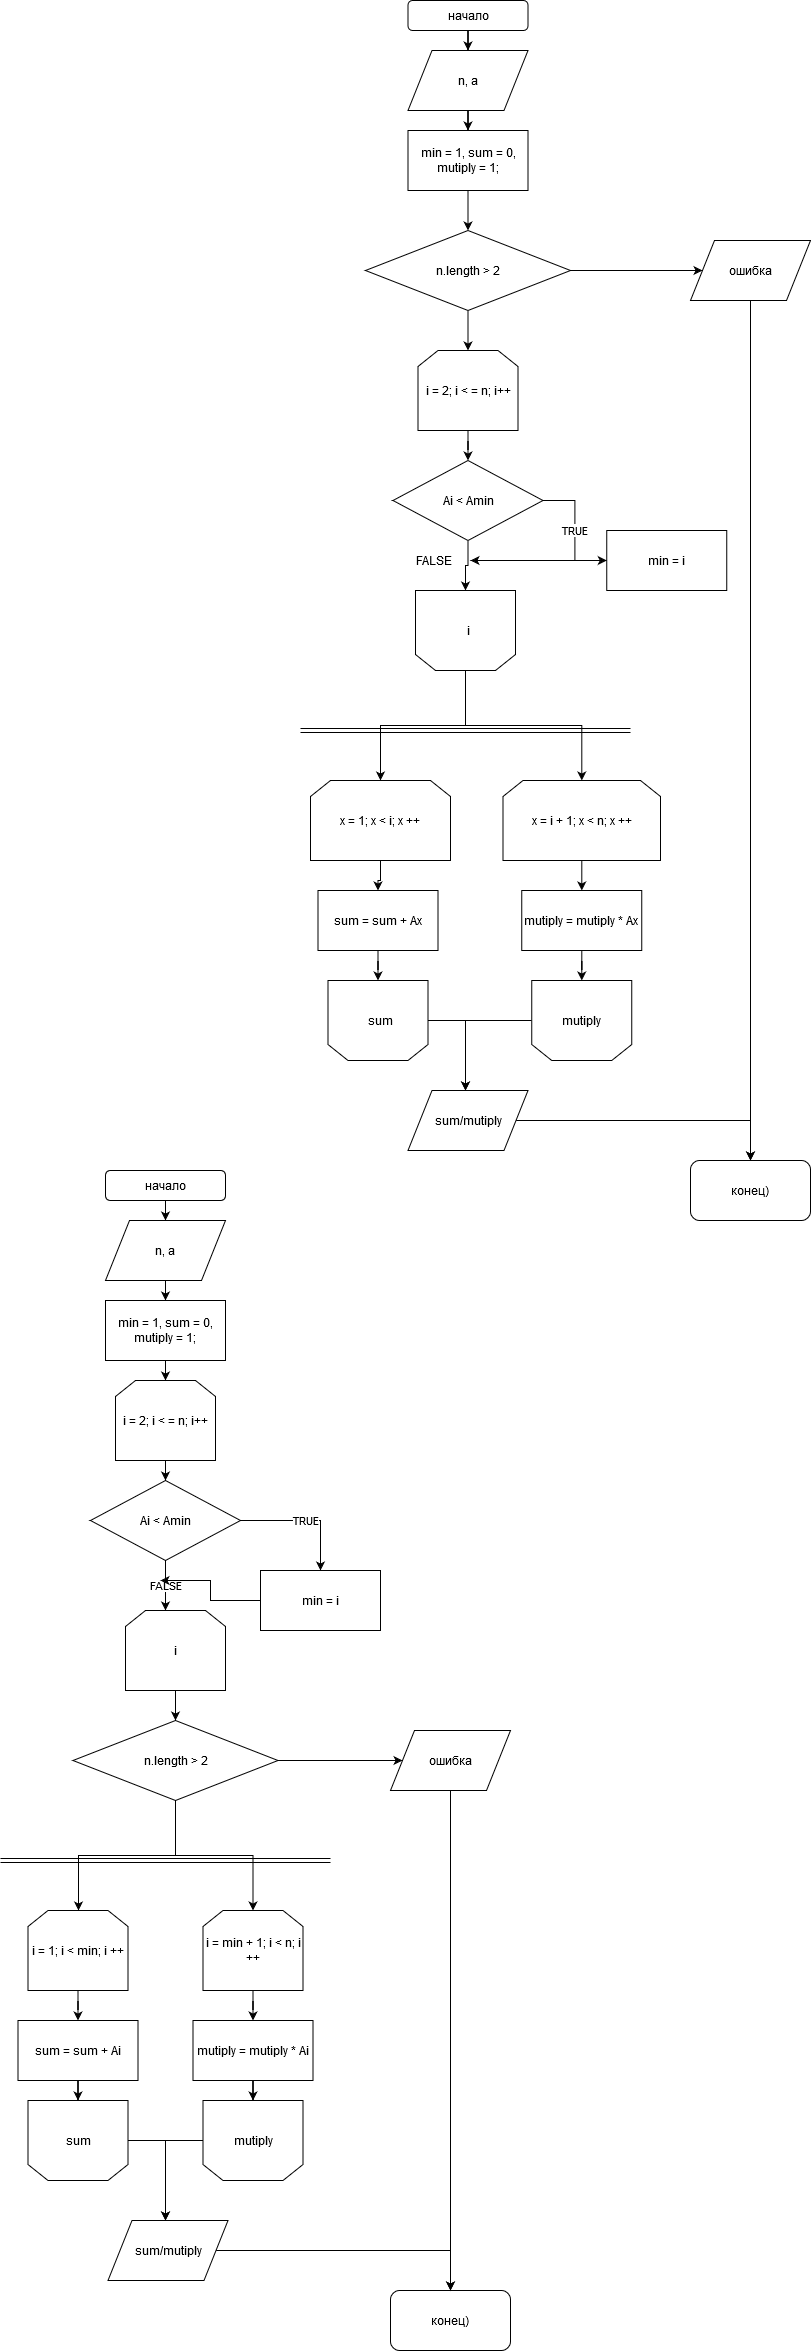 начало
n, a
min = 1, sum = 0,
mutiply = 1;
n.length > 2
ошибка
i = 2; i < = n; i++
Ai < Amin
TRUE
FALSE
min = i
i
x = 1; x < i; x ++
x = i + 1; x < n; x ++
sum = sum + Ax
mutiply = mutiply * Ax
sum
mutiply
sum/mutiply
конец)
начало
n, a
min = 1, sum = 0,
mutiply = 1;
i = 2; i < = n; i++
Ai < Amin
TRUE
FALSE
min = i
i
n.length > 2
ошибка
i = 1; i < min; i ++
i = min + 1; i < n; i
++
sum = sum + Ai
mutiply = mutiply * Ai
sum
mutiply
sum/mutiply
конец)